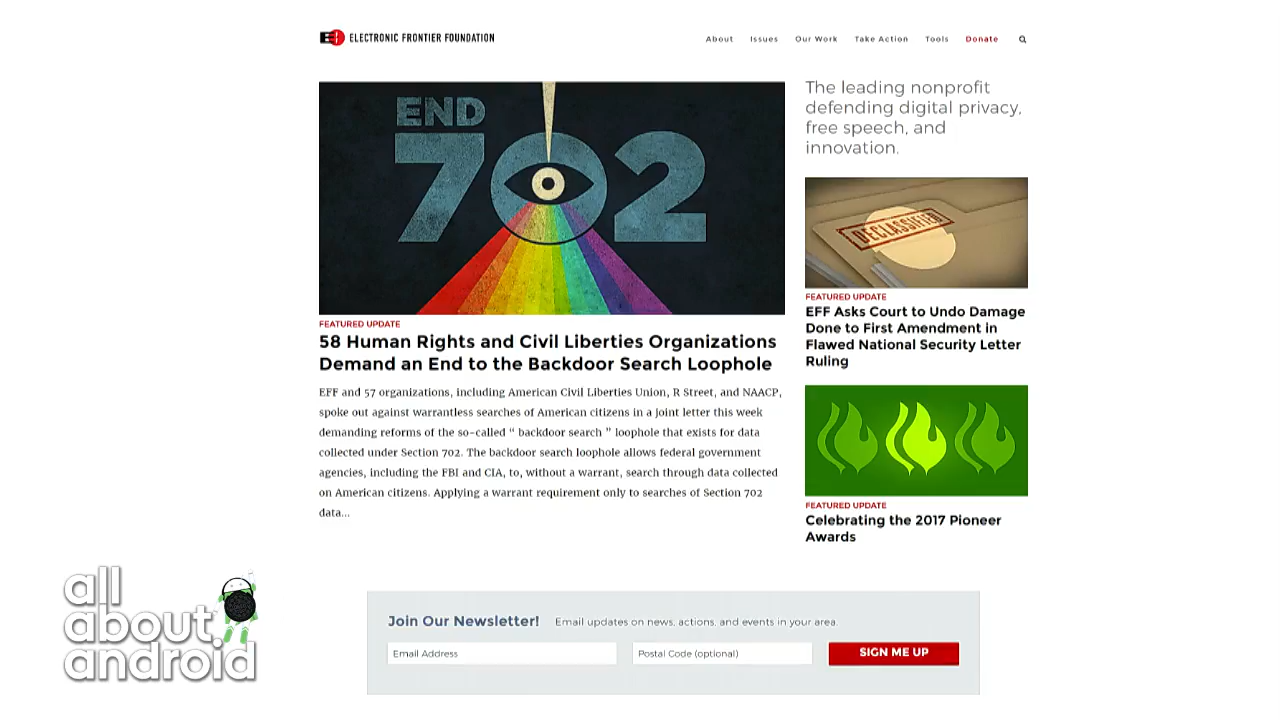 ELECTRONIC FRONTIER FOUNDATION
About Issues Our Work Take Action Tools Donate
END
702
FEATURED UPDATE
58 Human Rights and Civil Liberties Organizations
Demand an End to the Backdoor Search Loophole
EFF and 57 organizations, including American Civil Liberties Union, R Street, and NAACP,
spoke out against warrantless searches of American citizens in a joint letter this week
demanding reforms of the so-called “ backdoor search ” loophole that exists for data
collected under Section 702. The backdoor search loophole allows federal government
agencies, including the FBI and CIA, to, without a warrant, search through data collected
on American citizens. Applying a warrant requirement only to searches of Section 702
data...
The leading nonprofit
defending digital privacy,
free speech, and
innovation.
DECLASSIFIED
FEATURED UPDATE
EFF Asks Court to Undo Damage
Done to First Amendment in
Flawed National Security Letter
Ruling
FEATURED UPDATE
Celebrating the 2017 Pioneer
Awards
Join Our Newsletter! Email updates on news, actions, and events in your area.
Email Address Postal Code (optional) SIGN ME UP
all
about
android